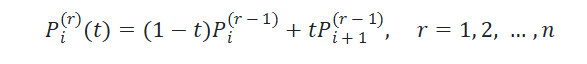 P_i^{(r)}(t) = (1 − t)P_i^{(r − 1)} + tP_{i + 1}^{(r − 1)},   r = 1, 2, … , n